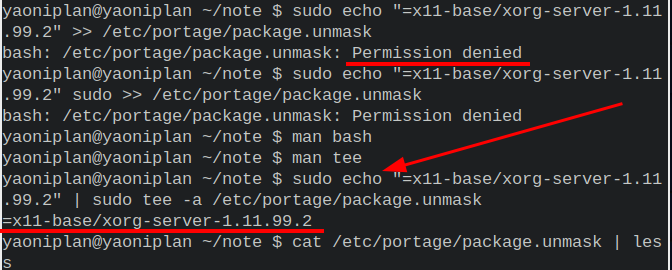 yaoniplan@yaoniplan ~/note $ sudo echo "=x11-base/xorg-server-1.11
.99.2" >> /etc/portage/package.unmask
bash: /etc/portage/package.unmask: Permission denied
yaoniplan@yaoniplan ~/note $ sudo echo "=x11-base/xorg-server-1.11
.99.2" sudo >> /etc/portage/package.unmask
bash: /etc/portage/package.unmask: Permission denied
yaoniplan@yaoniplan ~/note $ man bash
yaoniplan@yaoniplan ~/note $ man tee
yaoniplan@yaoniplan ~/note $ sudo echo "=x11-base/xorg-server-1.11
.99.2" | sudo tee -a /etc/portage/package.unmask
=x11-base/xorg-server-1.11.99.2
yaoniplan@yaoniplan ~/note $ cat /etc/portage/package.unmask | les
s